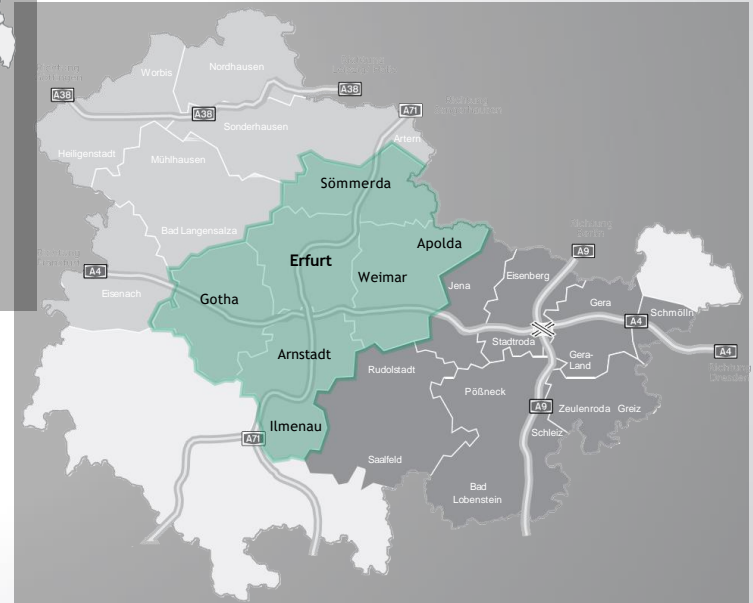 Nordhausen
Worbis
A38
A38
A38
A71
Sonderhausen
Artern
Heiligenstadt
Mühlhausen
Sömmerda
Bad Langensalza
Apolda
A9
Erfurt
A4
Weimar
Jena
Eisenberg
Eisenach
Gotha
Gera
Schmölln
A4
Stadtroda
A4
Arnstadt
Gera-
Land
Rudolstadt
Pößneck
A9
Zeulenroda
Greiz
Ilmenau
A71
Schleiz
Saalfeld
Bad
Lobenstein